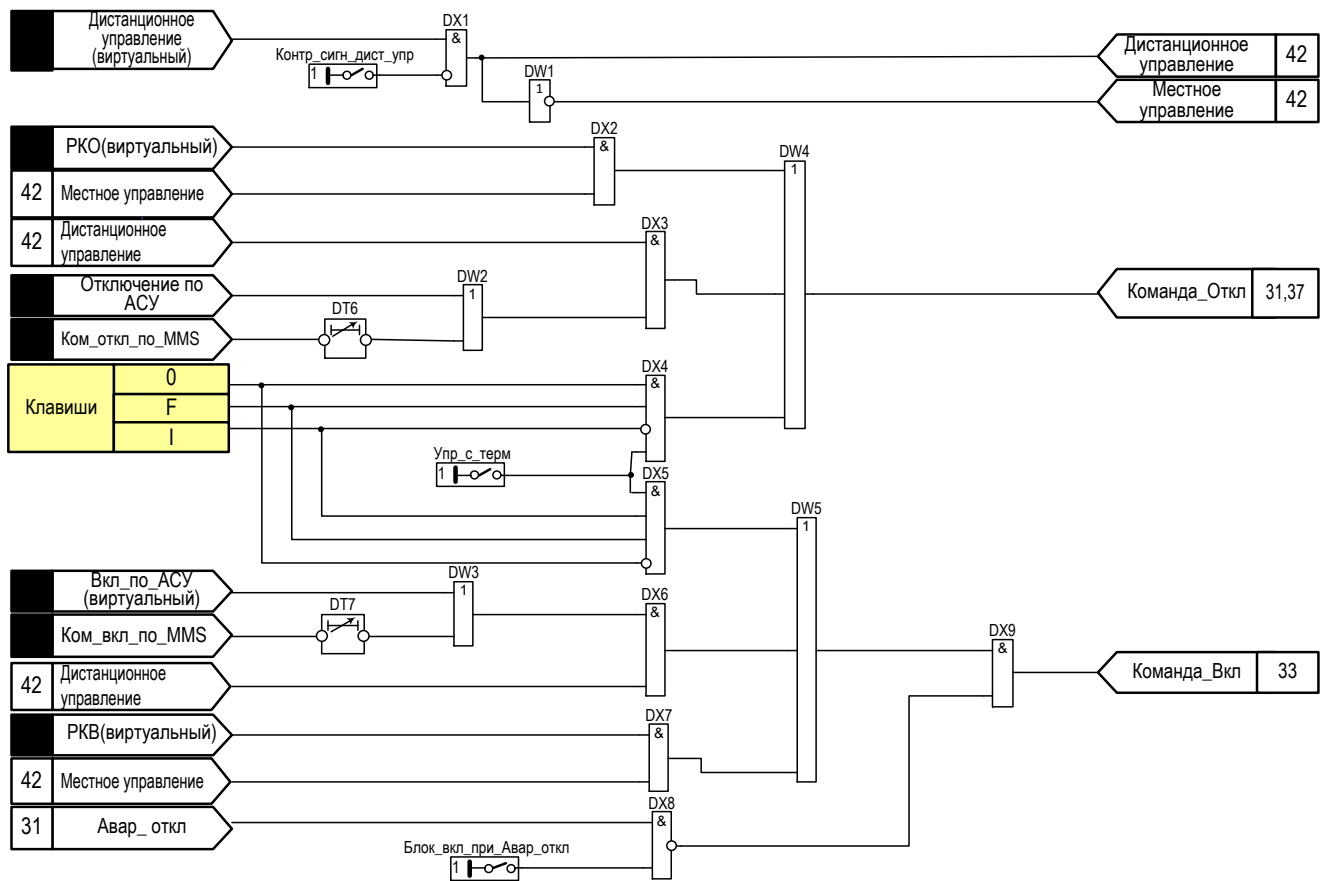 Дистанционное
управление
(виртуальный)
Контр_сигн_дист_упр
1
DX1
&
DW1
1
Дистанционное
управление
42
Местное
управление
42
РКО(виртуальный)
42
Местное управление
DX2
&
42
Дистанционное
управление
DX3
&
DW4
1
Отключение по
АСУ
DW2
1
Ком_откл_по_MMS
DT6
Команда_Откл
31,37
Клавиши
0
F
I
DX4
&
Упр_с_терм
1
DX5
&
DW5
1
Вкл_по_АСУ
(виртуальный)
DW3
1
Ком_вкл_по_MMS
DT7
DX6
&
42
Дистанционное
управление
DX9
&
Команда_Вкл
33
РКВ(виртуальный)
DX7
&
42
Местное управление
31
Авар_ откл
DX8
&
Блок_вкл_при_Авар_откл
1